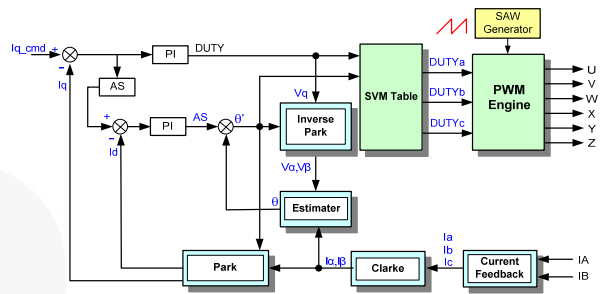 SAW
Generator
Iq_cmd
+
-
Iq
PI
DUTY
AS
+
-
Id
PI
AS
θ'
Vq
Inverse
Park
SVM Table
DUTYa
DUTYb
DUTYc
PWM
Engine
U
V
W
X
Y
Z
Vα,Vβ
θ
Estimater
Park
Iα,Iβ
Clarke
Ia
Ib
Ic
Current
Feedback
IA
IB